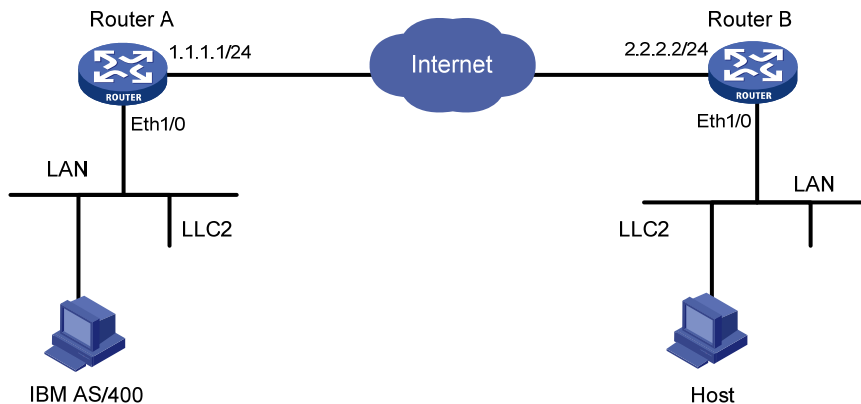 Router A
Router B
1.1.1.1/24
Internet
2.2.2.2/24
ROUTER
ROUTER
Eth1/0
Eth1/0
LAN
LAN
LLC2
LLC2
IBM AS/400
Host